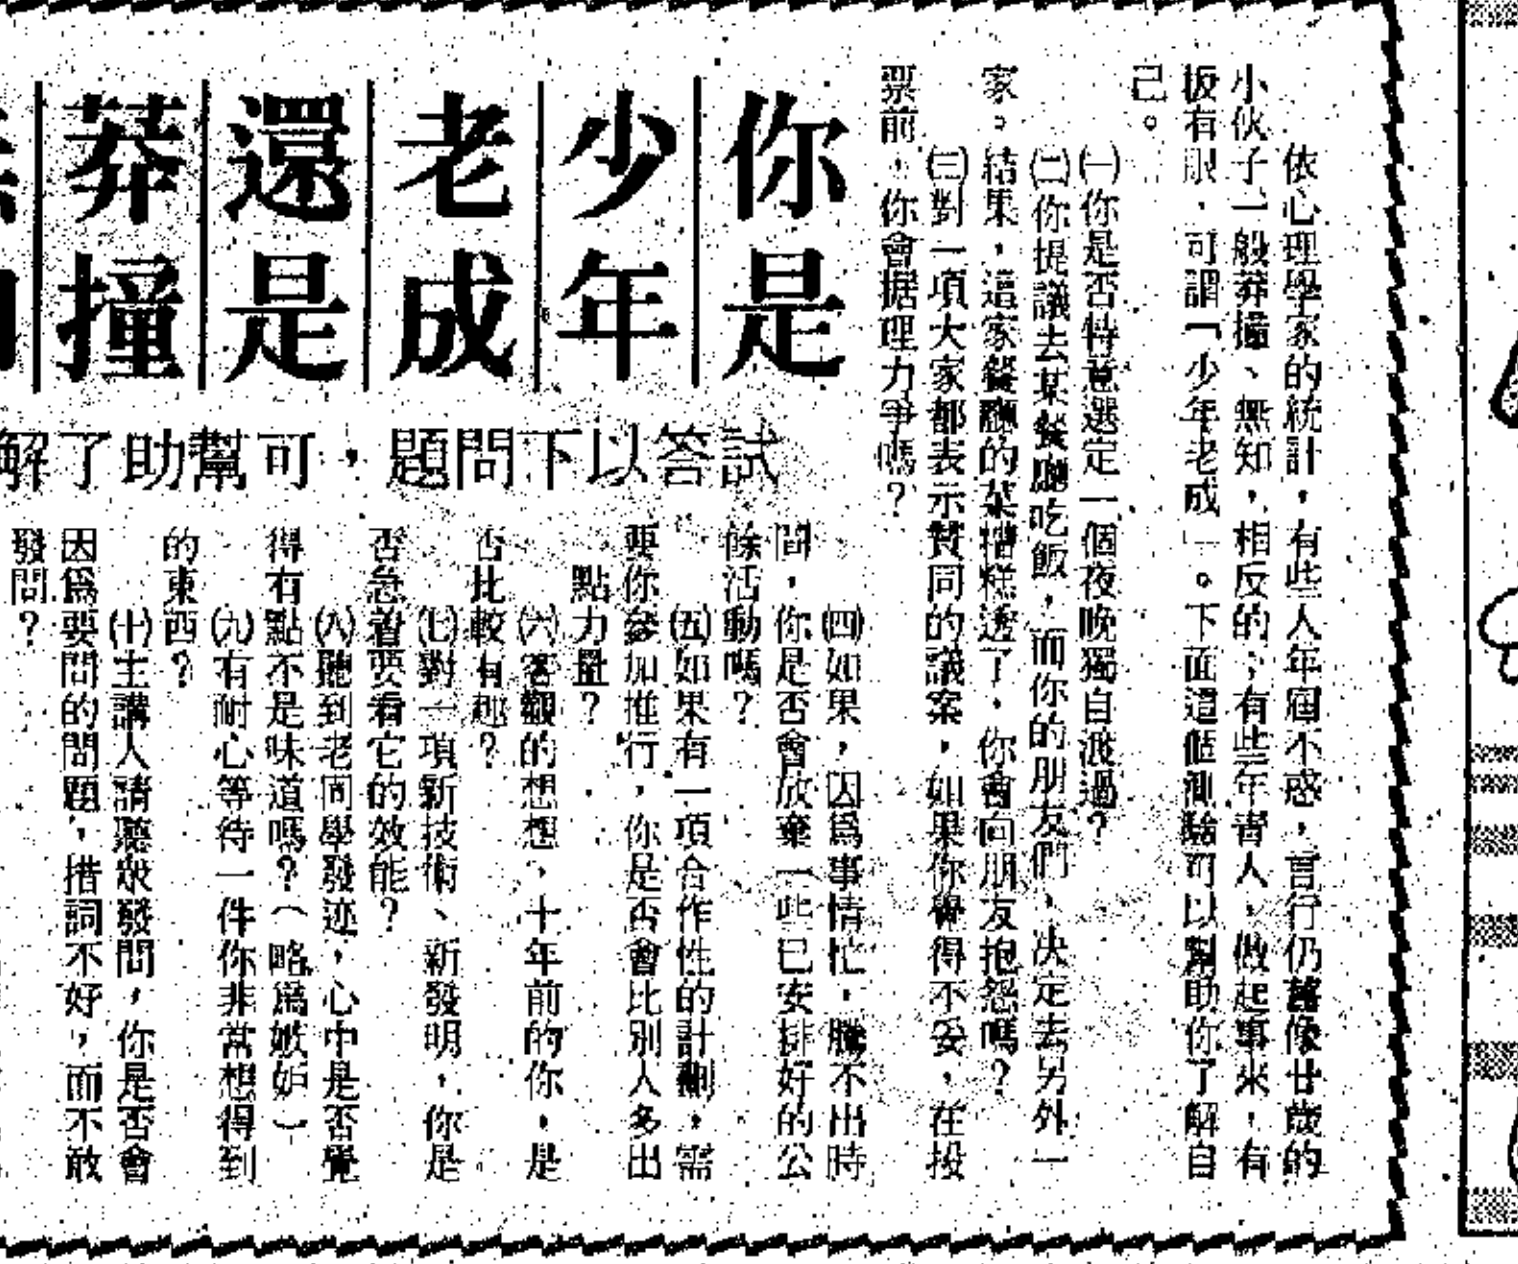 你是
少年
老成
還是
莽撞
試答以下問題，可幫助了解
依心理學家的統計，有些人年屆不惑，言行仍舊像廿歲的
小伙子一般莽撞、無知，相反的；有些年青人，做起事來，有
板有眼，可謂「少年老成」。下面這個測驗可以幫助你了解自
己。
㈠你是否特意選定一個夜晚獨自渡過？
㈡你提議去某餐廳吃飯，而你的朋友們，決定去另外一
家。結果，這家餐廳的菜糟糕透了，你會向朋友抱怨嗎？
㈢對一項大家都表示贊同的議案，如果你覺得不妥，在投
票前，你會据理力爭嗎？
㈣如果，因爲事情忙，騰不出時
間，你是否會放棄一些已安排好的公
餘活動嗎？
㈤如果有一項合作性的計劃，需
要你參加推行，你是否會比別人多出
點力量？
㈥客觀的想想，十年前的你，是
否比較有趣？
㈦對一項新技術、新發明，你是
否急着要看它的效能？
㈧聽到老同學發迹，心中是否覺
得有點不是味道嗎？（略爲嫉妒）
㈨有耐心等待一件你非常想得到
的東西？
㈩主講人請聽衆發問，你是否會
因爲要問的問題，措詞不好，而不敢
發問？